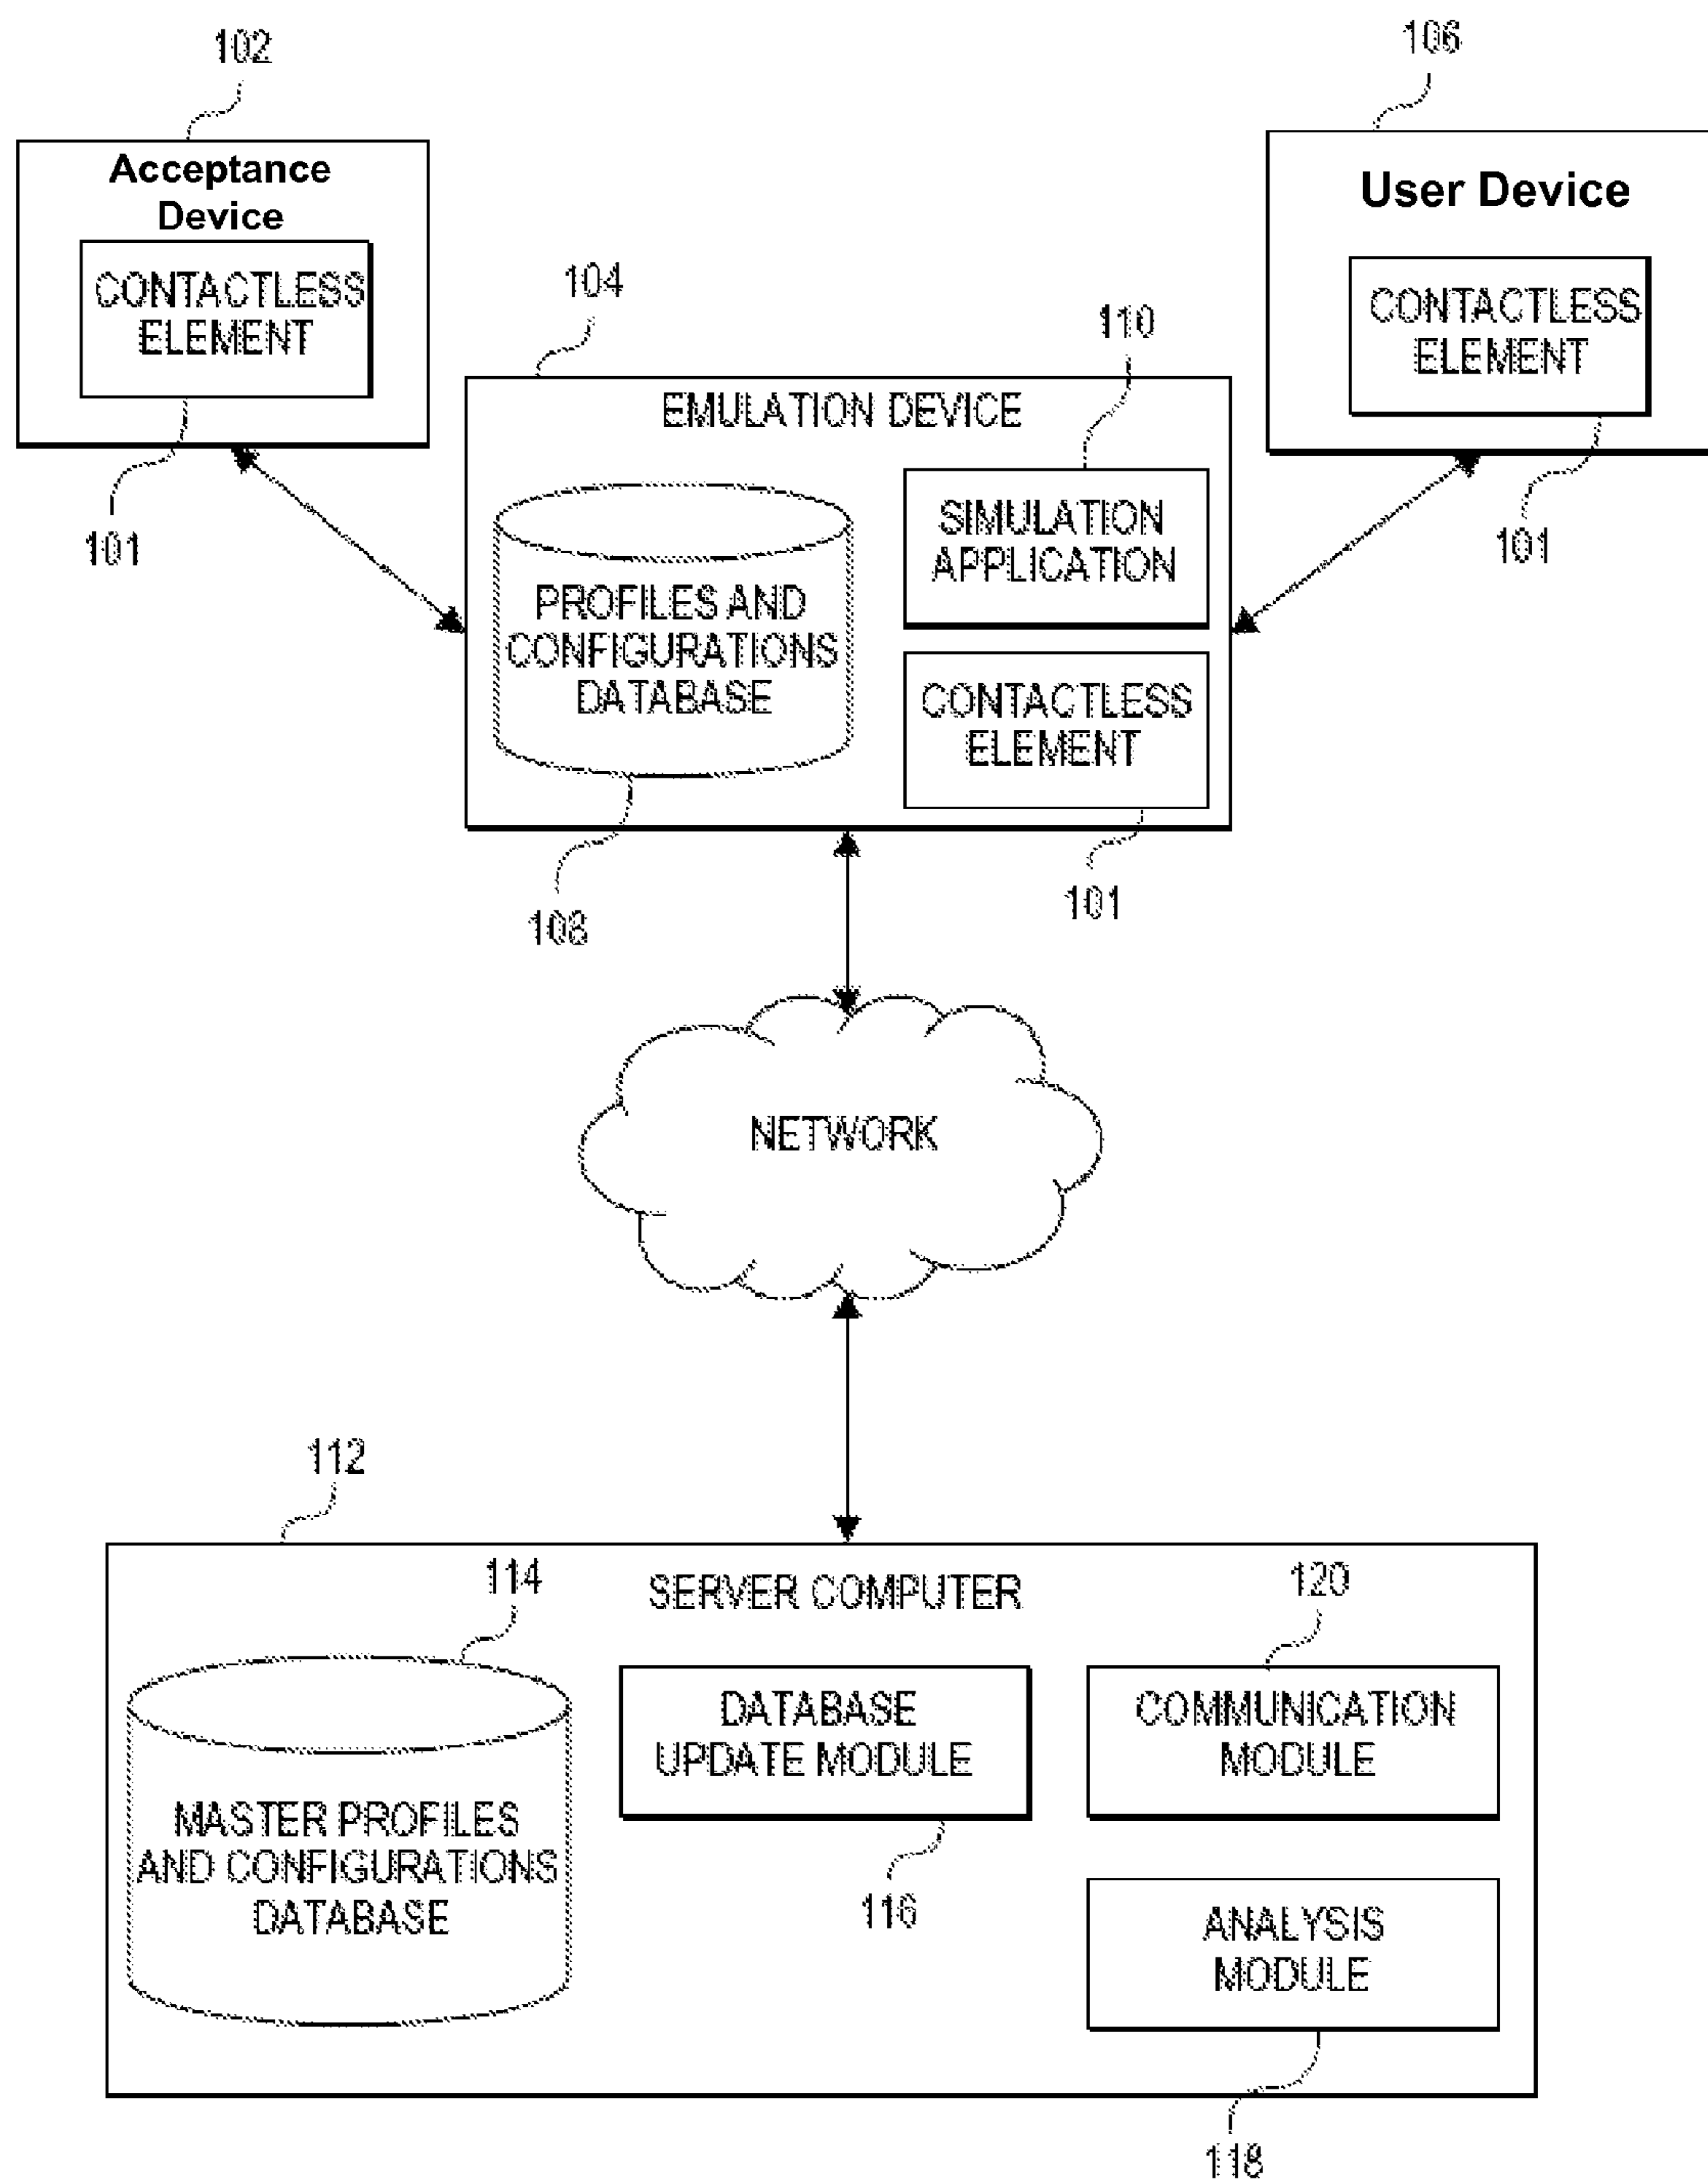 102
106
Acceptance
Device
User Device
CONTACTLESS
ELEMENT
CONTACTLESS
ELEMENT
104
110
EMULATION DEVICE
101
101
SIMULATION
APPLICATION
PROFILES AND
CONFIGURATIONS
DATABASE
CONTACTLESS
ELEMENT
108
101
NETWORK
112
SERVER COMPUTER
114
120
DATABASE
UPDATE MODULE
COMMUNICATION
MODULE
MASTER PROFILES
AND CONFIGURATIONS
DATABASE
116
ANALYSIS
MODULE
118